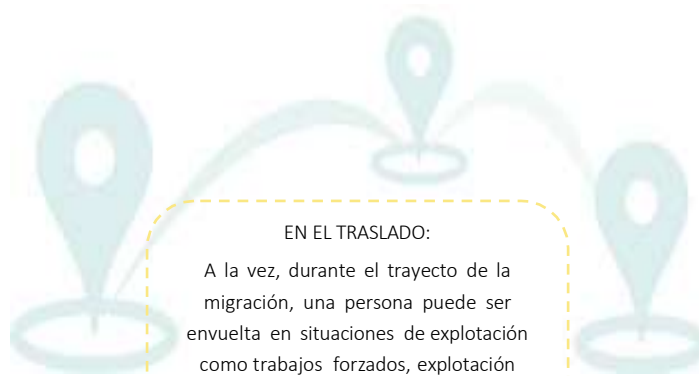 EN EL TRASLADO:
A la vez, durante el trayecto de la
migración, una persona puede ser
envuelta en situaciones de explotación
como trabajos forzados, explotación